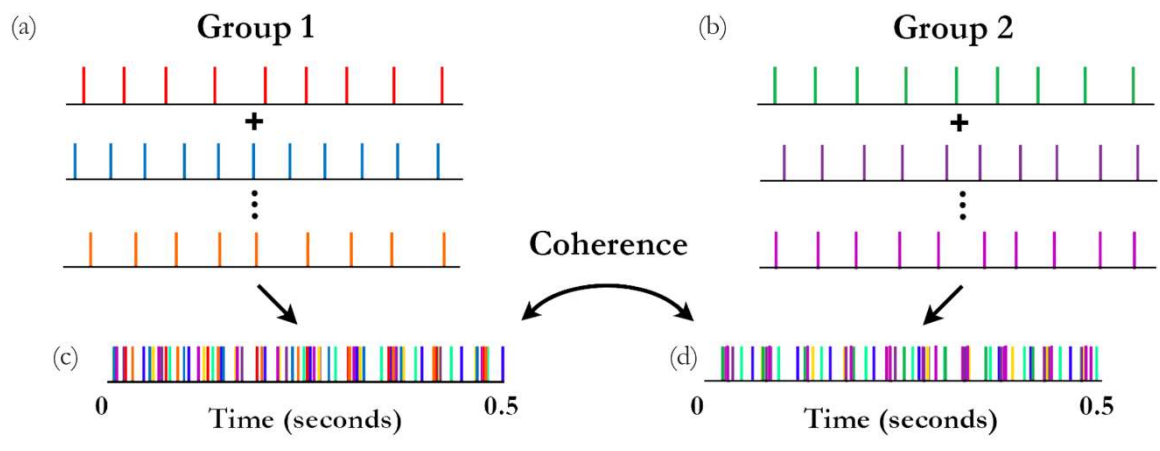 (a)
Group 1
(b)
Group 2
+
+
Coherence
(c)
(d)
0
0.5
Time (seconds)
0
0.5
Time (seconds)